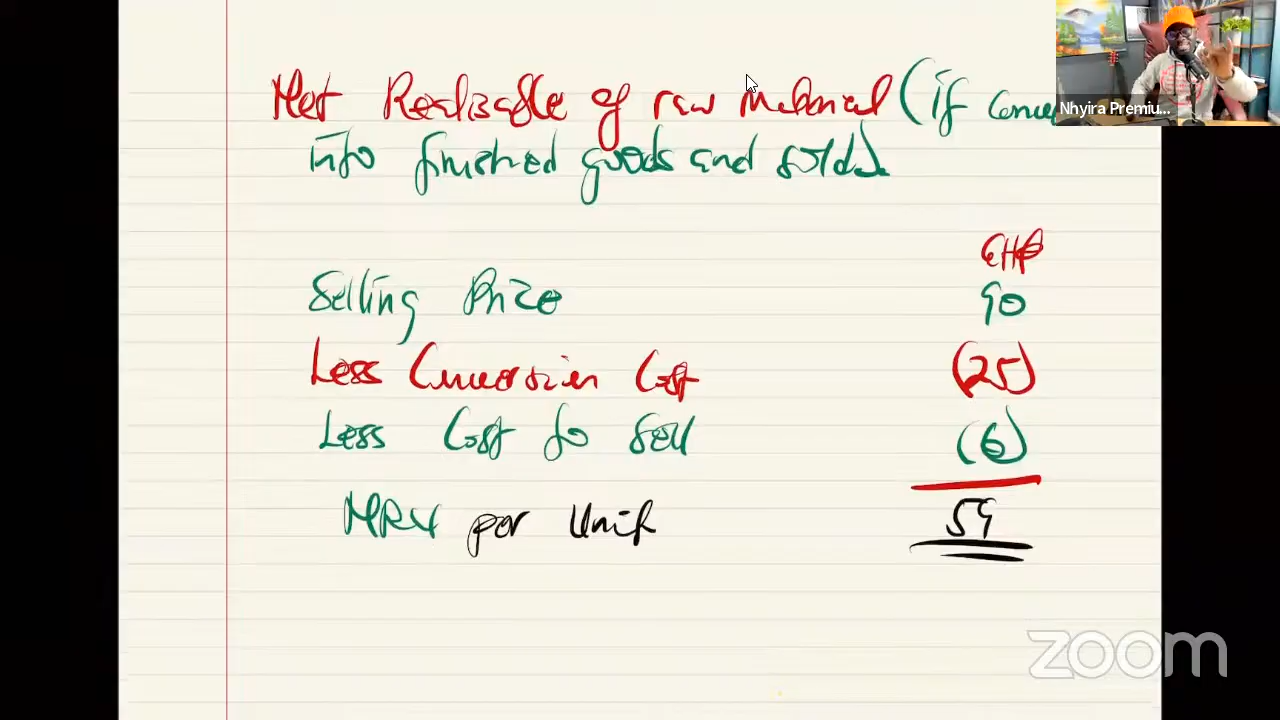 Net Realisable of raw material (If conve
Nhyira Premiu...
into finished goods and sold).
GH¢
Selling Price 90
Less Conversion Cost (25)
Less Cost to Sell (6)
NRV per Unit 59
zoom